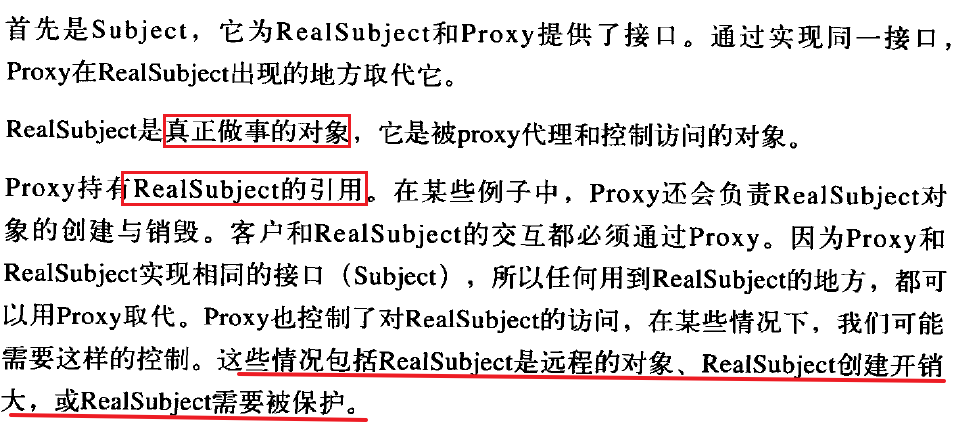 首先是Subject，它为RealSubject和Proxy提供了接口。通过实现同一接口，
Proxy在RealSubject出现的地方取代它。
RealSubject是真正做事的对象，它是被proxy代理和控制访问的对象。
Proxy持有RealSubject的引用。在某些例子中，Proxy还会负责RealSubject对
象的创建与销毁。客户和RealSubject的交互都必须通过Proxy。因为Proxy和
RealSubject实现相同的接口（Subject），所以任何用到RealSubject的地方，都可
以用Proxy取代。Proxy也控制了对RealSubject的访问，在某些情况下，我们可能
需要这样的控制。这些情况包括RealSubject是远程的对象、RealSubject创建开销
大，或RealSubject需要被保护。